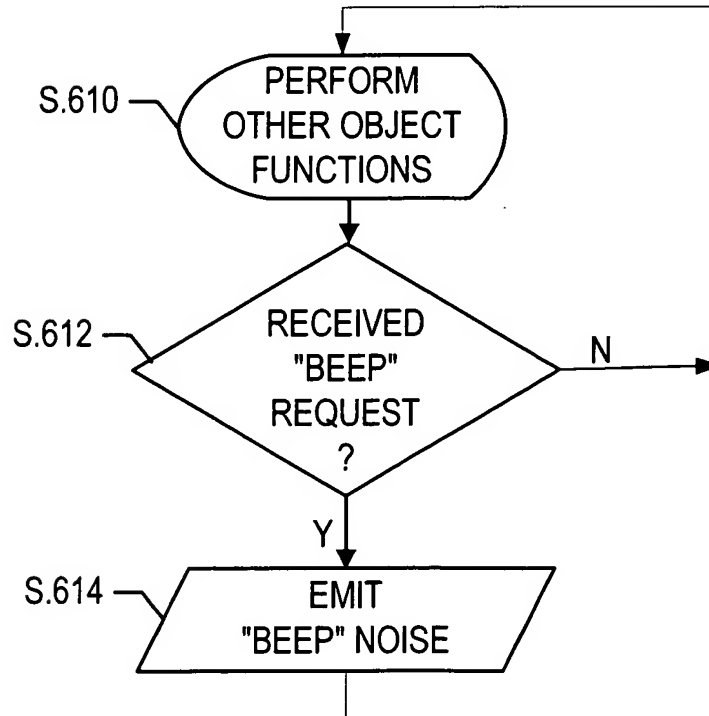 S.610
PERFORM
OTHER OBJECT
FUNCTIONS
S.612
RECEIVED
"BEEP"
REQUEST
?
N
Y
S.614
EMIT
"BEEP" NOISE